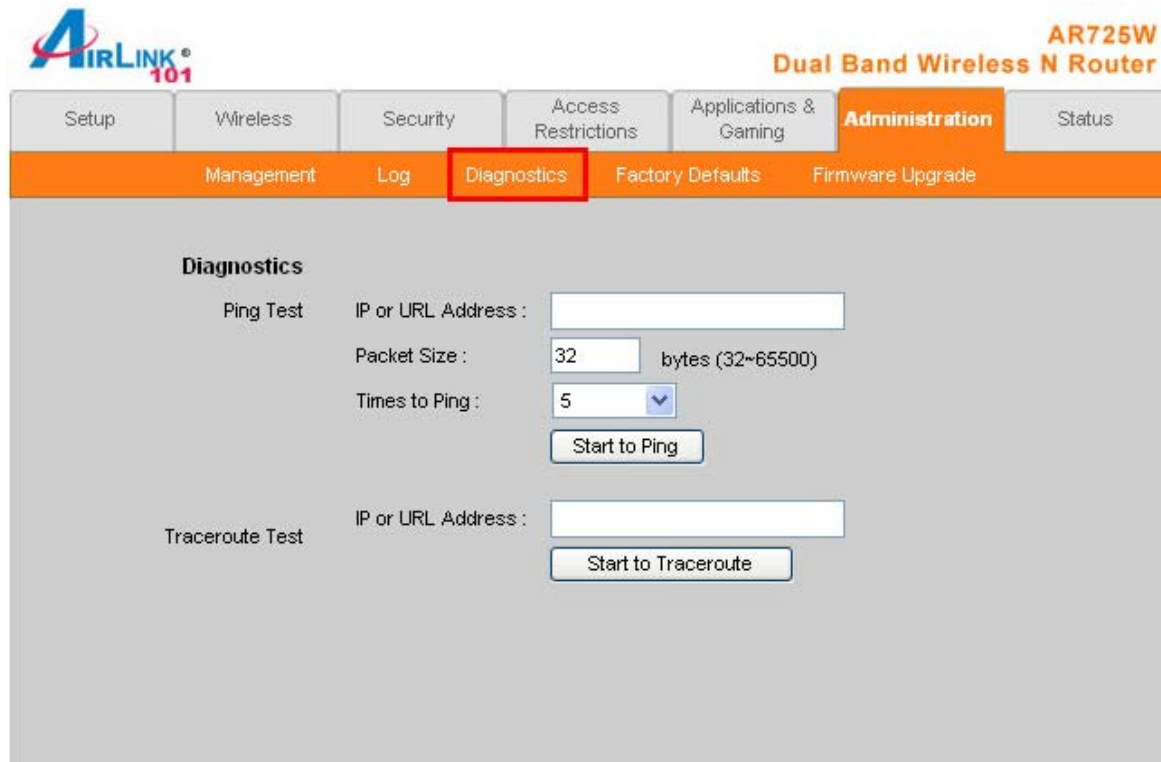 AIRLINK® 101
AR725W
Dual Band Wireless N Router
Setup
Wireless
Security
Access Restrictions
Applications & Gaming
Administration
Status
Management
Log
Diagnostics
Factory Defaults
Firmware Upgrade
Diagnostics
Ping Test
IP or URL Address :
Packet Size :
32
bytes (32~65500)
Times to Ping :
5
Start to Ping
Traceroute Test
IP or URL Address :
Start to Traceroute